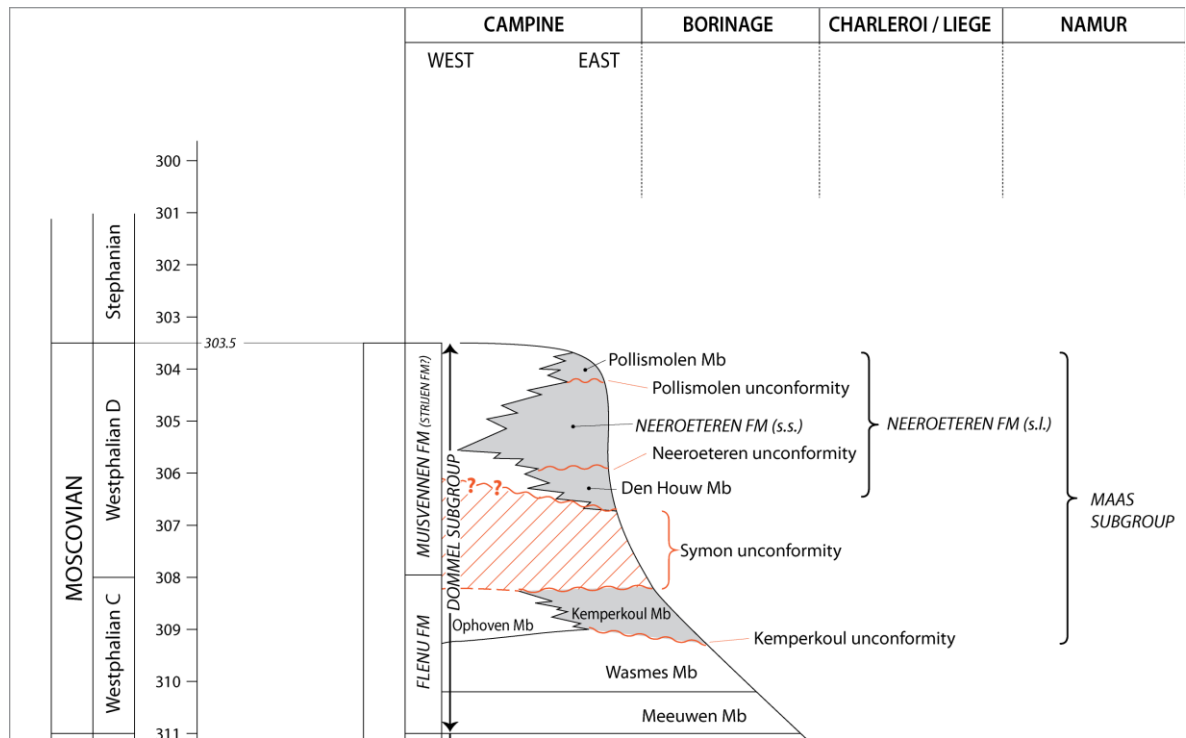 CAMPINE
BORINAGE
CHARLEROI / LIEGE
NAMUR
WEST
EAST
300
301
302
303
303.5
304
305
306
307
308
309
310
311
Stephanian
Westphalian D
Westphalian C
MOSCOVIAN
MUISVENNEN FM (STRIJEN FM?)
FLENU FM
DOMMEL SUBGROUP
Pollismolen Mb
Pollismolen unconformity
NEEROETEREN FM (s.s.)
Neeroeteren unconformity
Den Houw Mb
? ?
Symon unconformity
Kemperkoul Mb
Ophoven Mb
Kemperkoul unconformity
Wasmes Mb
Meeuwen Mb
NEEROETEREN FM (s.l.)
MAAS
SUBGROUP